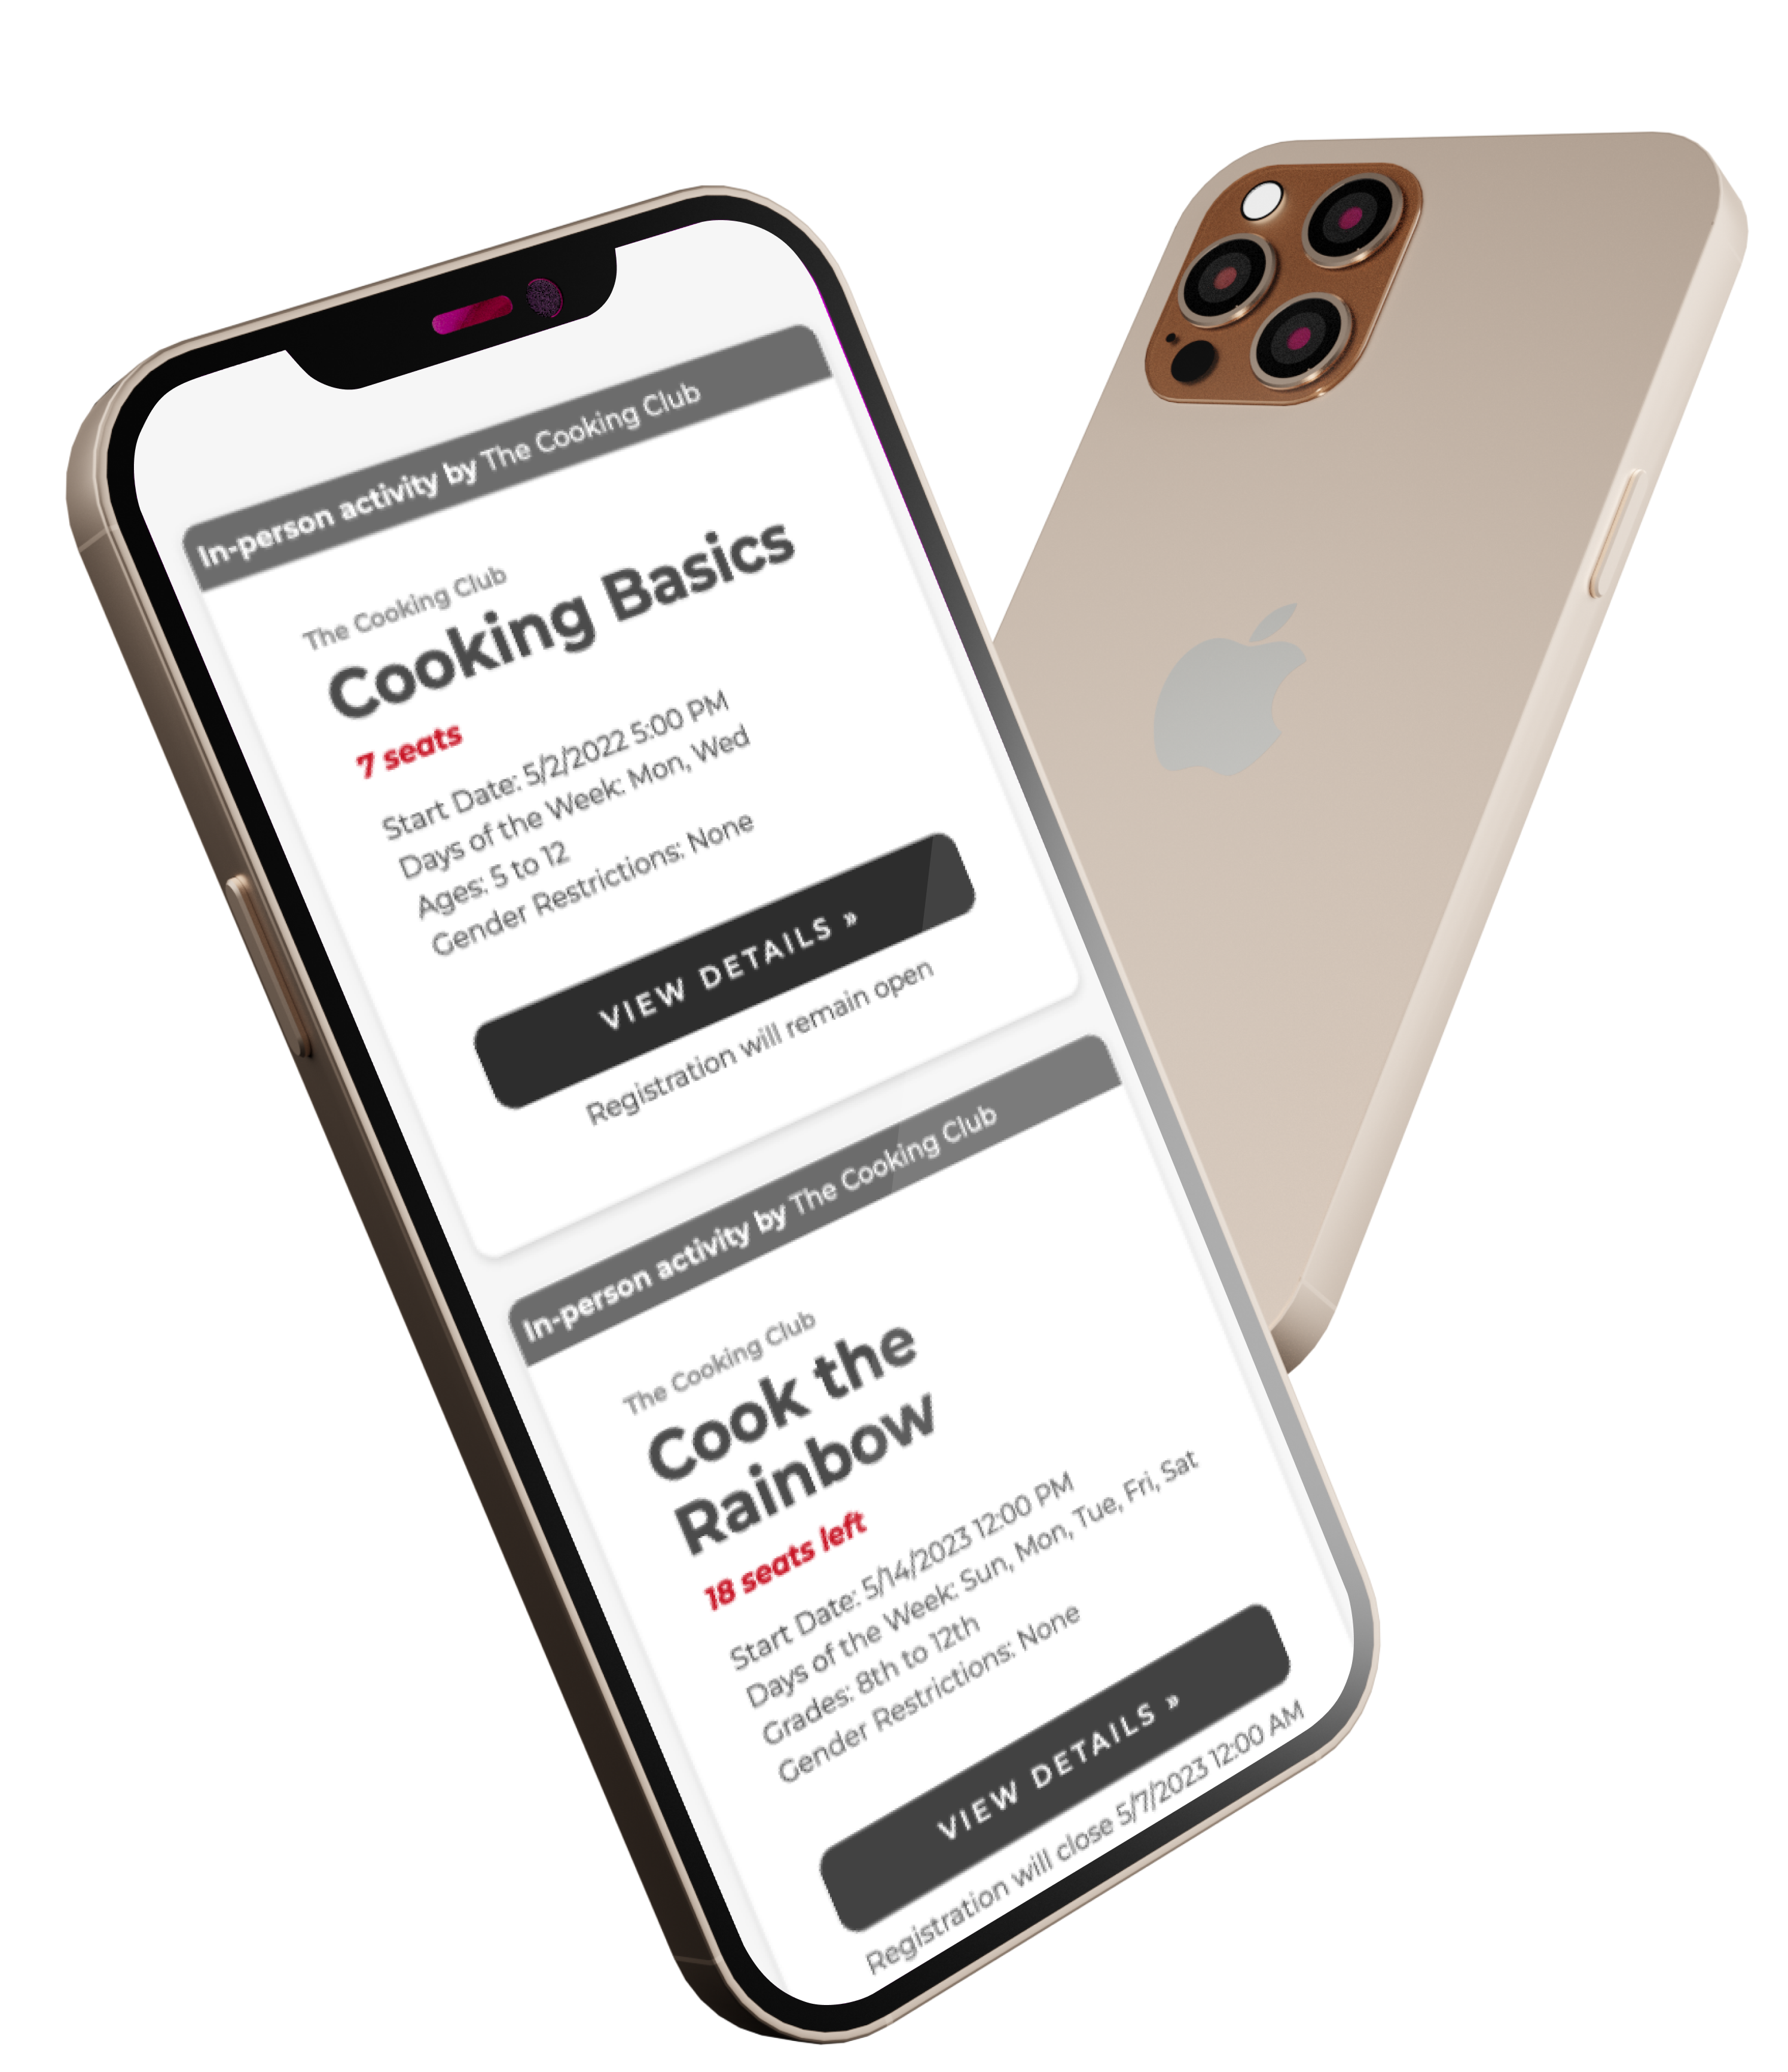 In-person activity by The Cooking Club
The Cooking Club
Cooking Basics
7 seats
Start Date: 5/2/2022 5:00 PM
Days of the Week: Mon, Wed
Ages: 5 to 12
Gender Restrictions: None
VIEW DETAILS »
Registration will remain open
In-person activity by The Cooking Club
The Cooking Club
Cook the
Rainbow
18 seats left
Start Date: 5/14/2023 12:00 PM
Days of the Week: Sun, Mon, Tue, Fri, Sat
Grades: 8th to 12th
Gender Restrictions: None
VIEW DETAILS »
Registration will close 5/7/2023 12:00 AM